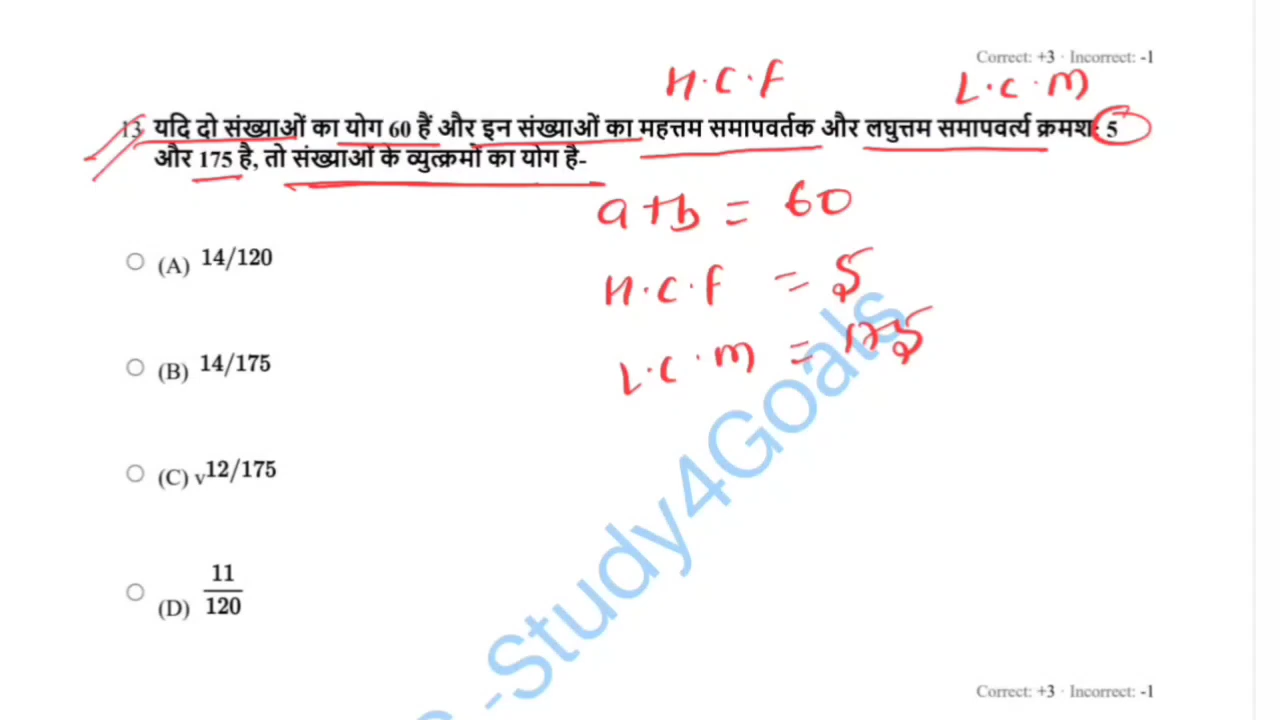 Correct: +3 · Incorrect: -1
H.C.F L.C.M
13 यदि दो संख्याओं का योग 60 हैं और इन संख्याओं का महत्तम समापवर्तक और लघुत्तम समापवर्त्य क्रमशः 5
और 175 है, तो संख्याओं के व्युत्क्रमों का योग है-
a+b = 60
H.C.F = 5
L.C.M = 175
(A) 14/120
(B) 14/175
(C) v12/175
(D) 11/120
-Study4Goals
Correct: +3 · Incorrect: -1